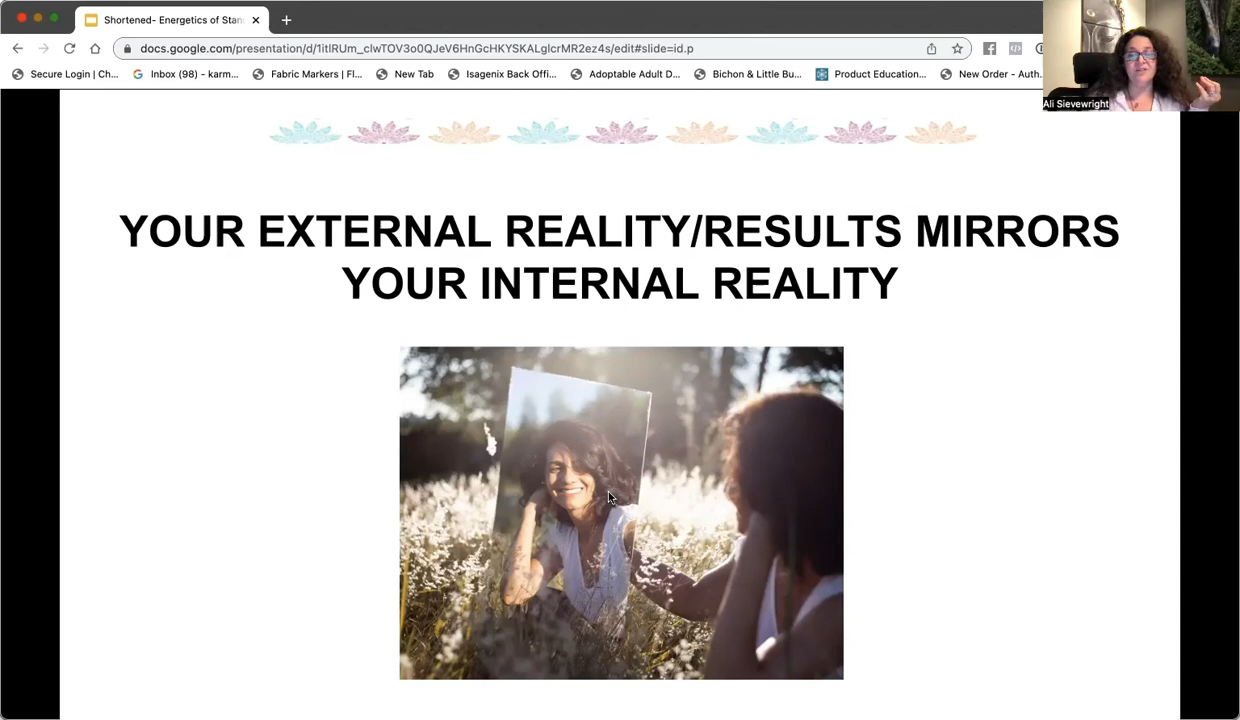 Shortened- Energetics of Stan
docs.google.com/presentation/d/1itlRUm_clwTOV3o0QJeV6HnGcHKYSKALglcrMR2ez4s/edit#slide=id.p
Secure Login | Ch... Inbox (98) - karm... Fabric Markers | Fl... New Tab Isagenix Back Offi... Adoptable Adult D... Bichon & Little Bu... Product Education... New Order - Auth.
Ali Sievewright
YOUR EXTERNAL REALITY/RESULTS MIRRORS
YOUR INTERNAL REALITY